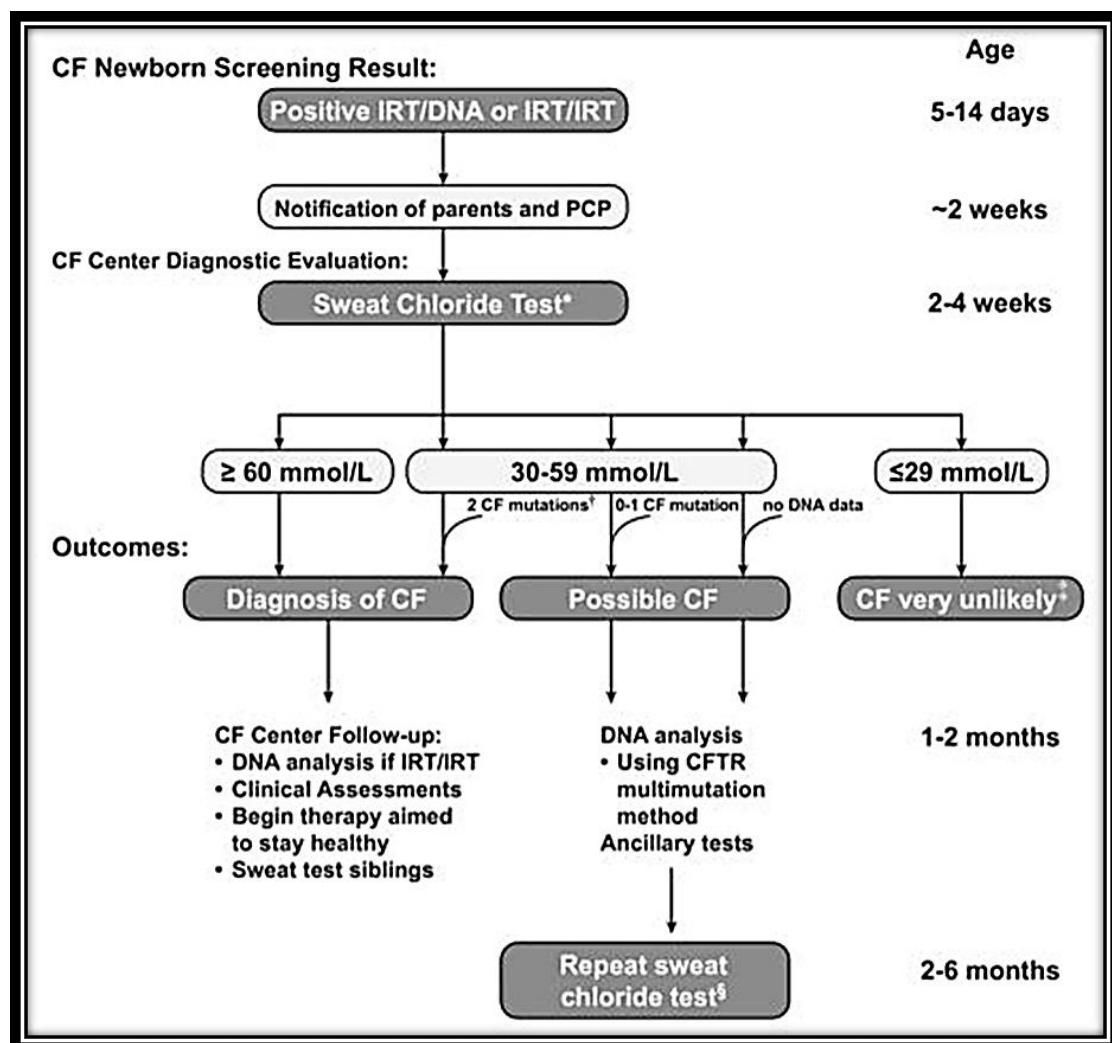 Age
CF Newborn Screening Result:
Positive IRT/DNA or IRT/IRT
5-14 days
Notification of parents and PCP
~2 weeks
CF Center Diagnostic Evaluation:
Sweat Chloride Test*
2-4 weeks
≥ 60 mmol/L
30-59 mmol/L
≤29 mmol/L
2 CF mutations†
0-1 CF mutation
no DNA data
Outcomes:
Diagnosis of CF
Possible CF
CF very unlikely‡
CF Center Follow-up:
• DNA analysis if IRT/IRT
• Clinical Assessments
• Begin therapy aimed
to stay healthy
• Sweat test siblings
DNA analysis
• Using CFTR
multimutation
method
Ancillary tests
1-2 months
Repeat sweat
chloride test§
2-6 months